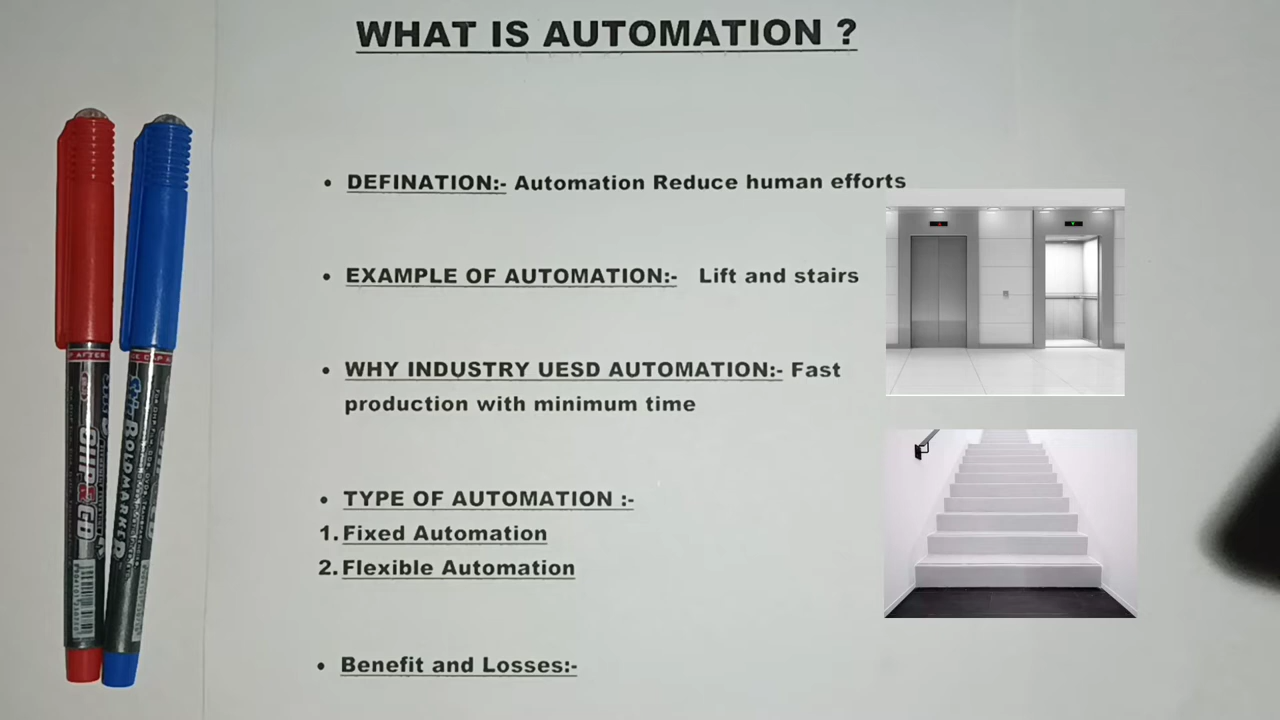 WHAT IS AUTOMATION ?
• DEFINATION:- Automation Reduce human efforts
• EXAMPLE OF AUTOMATION:- Lift and stairs
• WHY INDUSTRY UESD AUTOMATION:- Fast
production with minimum time
• TYPE OF AUTOMATION :-
1. Fixed Automation
2. Flexible Automation
• Benefit and Losses:-